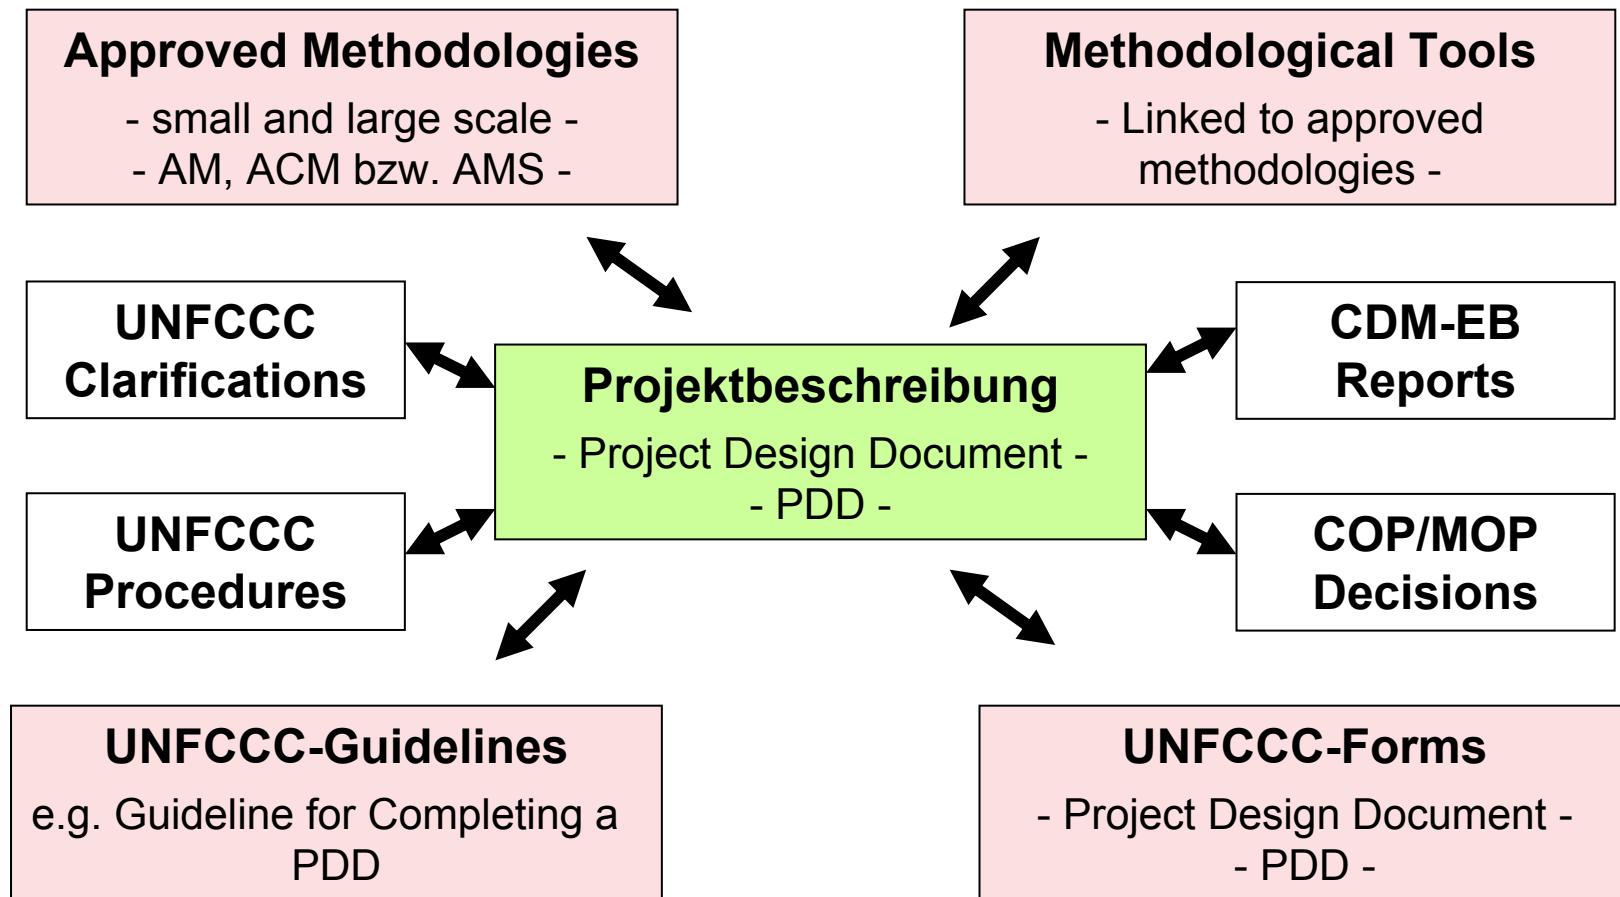 Approved Methodologies
- small and large scale -
- AM, ACM bzw. AMS -
Methodological Tools
- Linked to approved
methodologies -
UNFCCC
Clarifications
Projektbeschreibung
- Project Design Document -
- PDD -
CDM-EB
Reports
UNFCCC
Procedures
COP/MOP
Decisions
UNFCCC-Guidelines
e.g. Guideline for Completing a
PDD
UNFCCC-Forms
- Project Design Document -
- PDD -